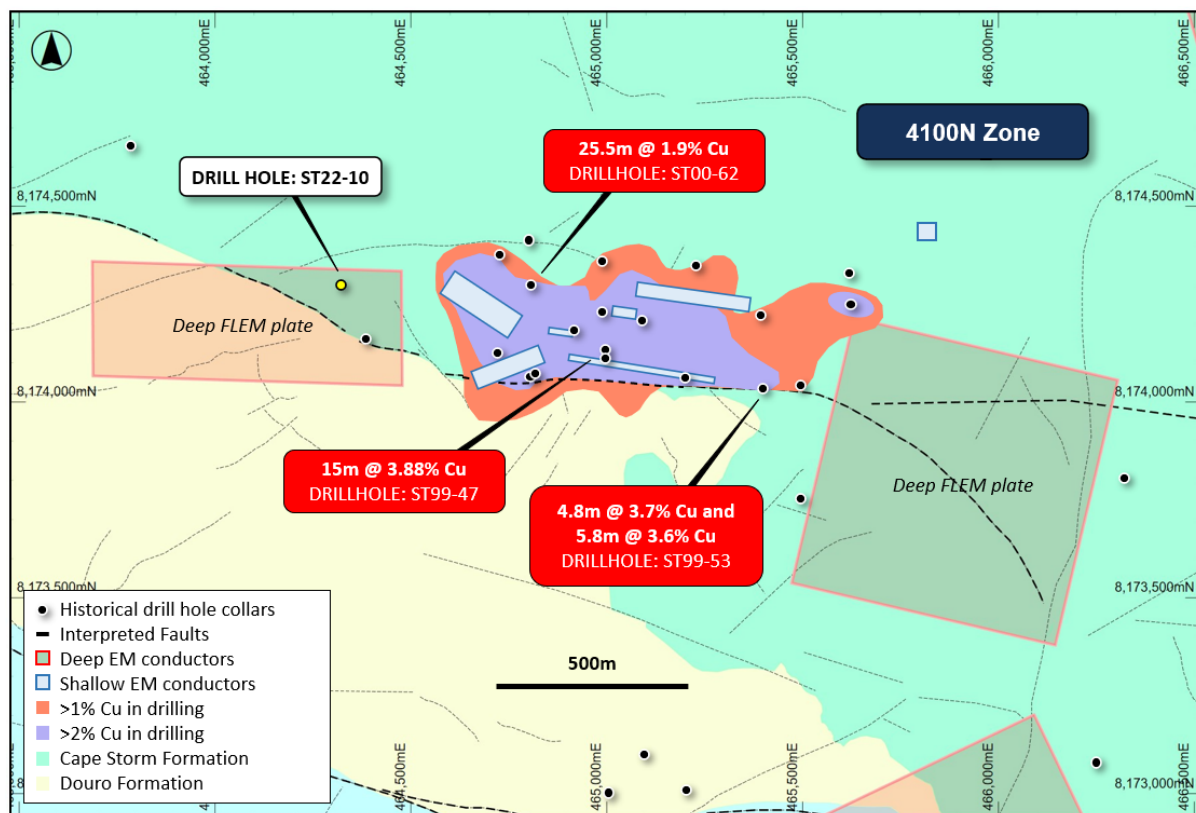 464,000mE
464,500mE
465,000mE
465,500mE
466,000mE
466,500mE
4100N Zone
25.5m @ 1.9% Cu
DRILLHOLE: ST00-62
DRILL HOLE: ST22-10
8,174,500mN
8,174,500mN
Deep FLEM plate
8,174,000mN
8,174,000mN
15m @ 3.88% Cu
DRILLHOLE: ST99-47
4.8m @ 3.7% Cu and
5.8m @ 3.6% Cu
DRILLHOLE: ST99-53
Deep FLEM plate
8,173,500mN
8,173,500mN
Historical drill hole collars
Interpreted Faults
Deep EM conductors
Shallow EM conductors
>1% Cu in drilling
>2% Cu in drilling
Cape Storm Formation
Douro Formation
500m
8,173,000mN
464,500mE
465,000mE
465,500mE
466,000mE